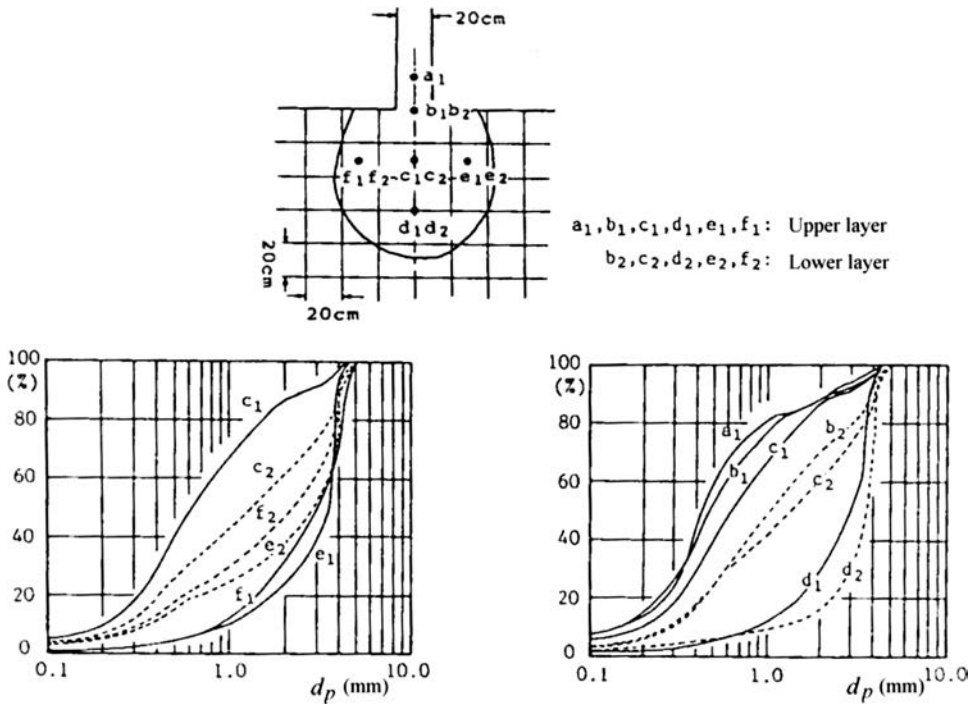 20cm
a₁
b₁b₂
f₁f₂ c₁c₂ e₁e₂
d₁d₂
20cm
20cm
a₁,b₁,c₁,d₁,e₁,f₁: Upper layer
b₂,c₂,d₂,e₂,f₂: Lower layer
100
(%)
80
60
40
20
0
c₁
c₂
f₂
e₂
e₁
f₁
0.1
1.0
10.0
dₚ (mm)
100
(%)
80
60
40
20
0
a₁
b₁
c₁
b₂
c₂
d₁
d₂
0.1
1.0
10.0
dₚ (mm)